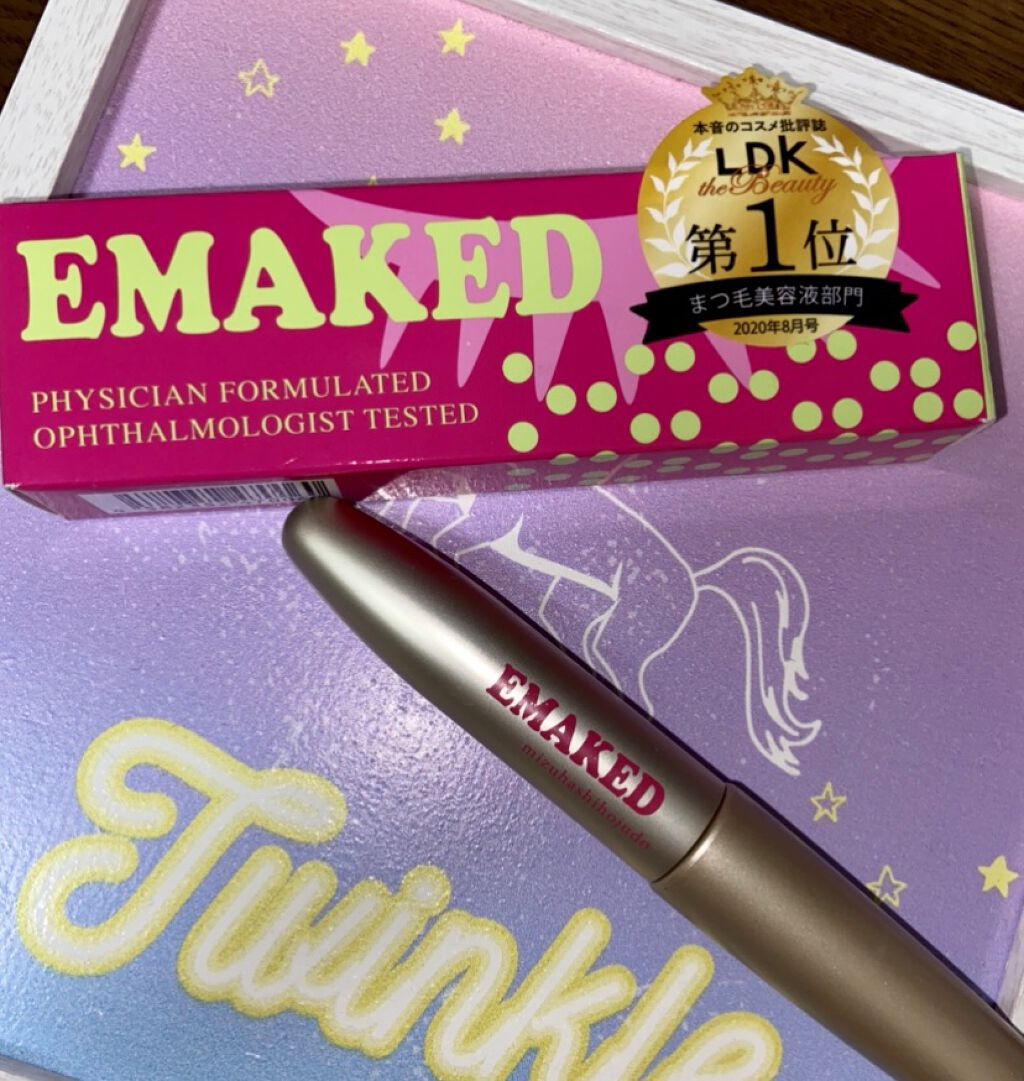 本音のコスメ批評誌
LDK
the Beauty
第1位
まつ毛美容液部門
2020年8月号
EMAKED
PHYSICIAN FORMULATED
OPHTHALMOLOGIST TESTED
EMAKED
mizuhashihojudo
Twinkle